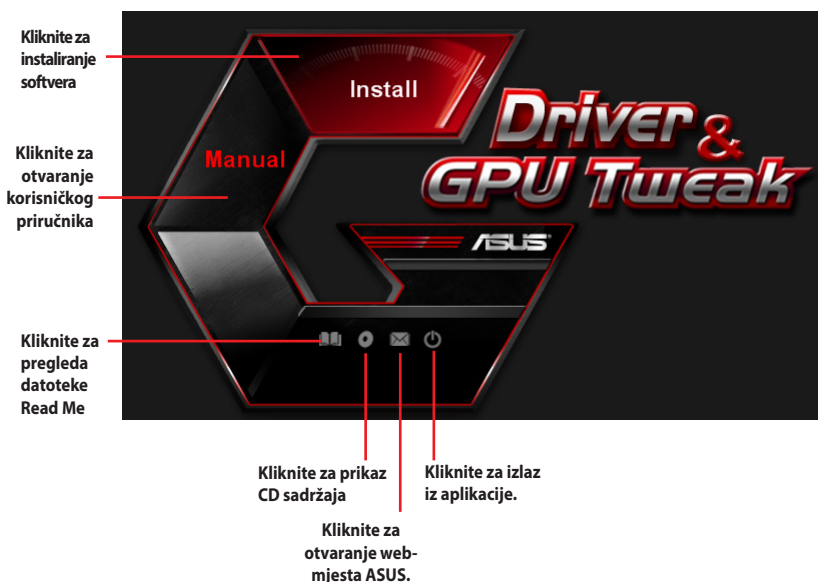 Kliknite za
instaliranje
softvera
Install
Driver &
GPU Tweak
Manual
Kliknite za
otvaranje
korisničkog
priručnika
ASUS
Kliknite za
pregleda
datoteke
Read Me
Kliknite za prikaz
CD sadržaja
Kliknite za izlaz
iz aplikacije.
Kliknite za
otvaranje web-
mjesta ASUS.